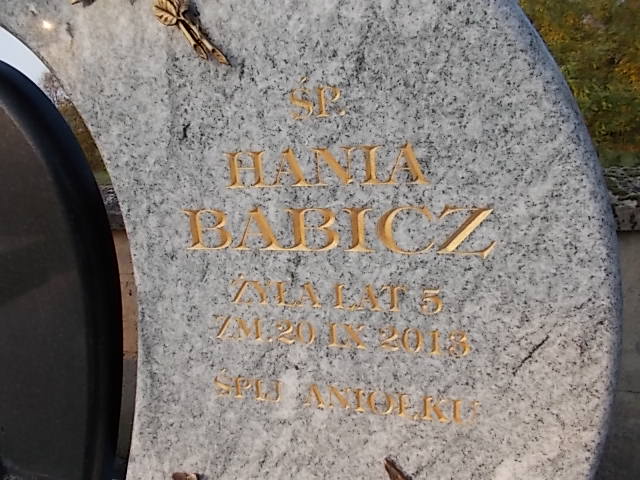 ŚP.
HANIA
BABICZ
ŻYŁA LAT 5
ZM. 20 IX 2013
ŚPIJ ANIOŁKU